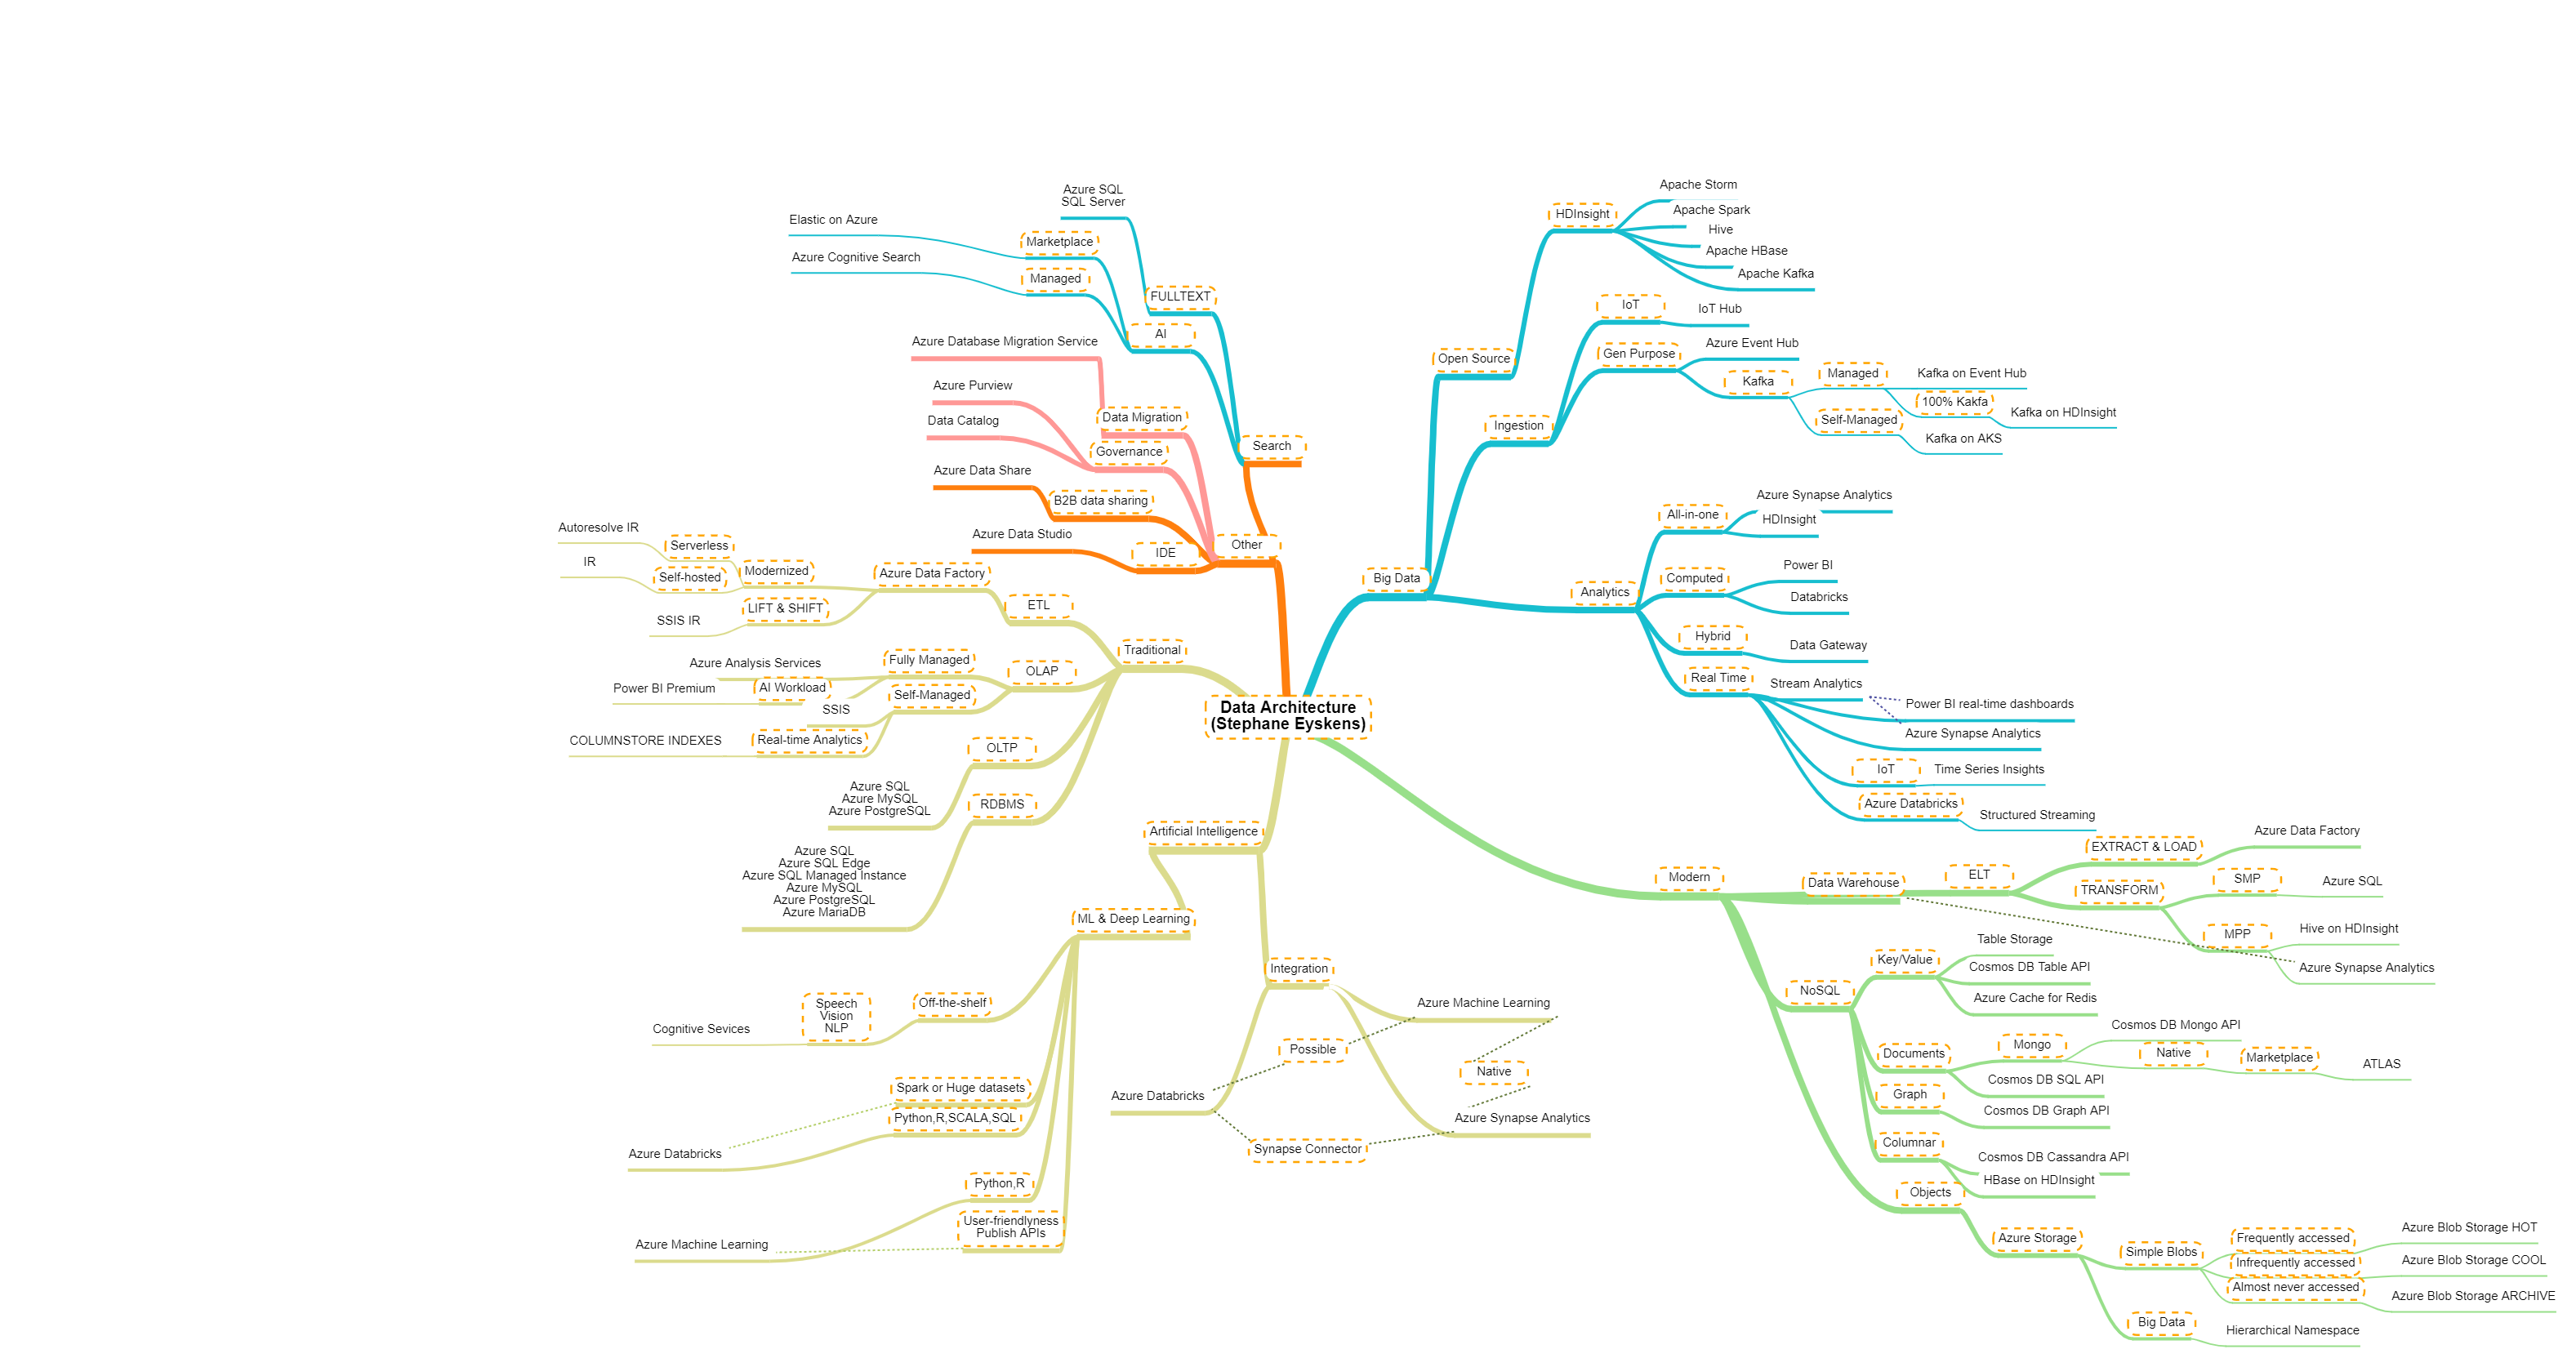 Data Architecture
(Stephane Eyskens)
Other
Search
FULLTEXT
Azure SQL
SQL Server
AI
Marketplace
Elastic on Azure
Managed
Azure Cognitive Search
Data Migration
Azure Database Migration Service
Governance
Azure Purview
Data Catalog
B2B data sharing
Azure Data Share
IDE
Azure Data Studio
Traditional
ETL
Azure Data Factory
Modernized
Serverless
Autoresolve IR
Self-hosted
IR
LIFT & SHIFT
SSIS IR
OLAP
Fully Managed
Azure Analysis Services
AI Workload
Power BI Premium
Self-Managed
SSIS
Real-time Analytics
COLUMNSTORE INDEXES
OLTP
Azure SQL
Azure MySQL
Azure PostgreSQL
RDBMS
Azure SQL
Azure SQL Edge
Azure SQL Managed Instance
Azure MySQL
Azure PostgreSQL
Azure MariaDB
Artificial Intelligence
ML & Deep Learning
Off-the-shelf
Speech
Vision
NLP
Cognitive Sevices
Spark or Huge datasets
Python,R,SCALA,SQL
Azure Databricks
Python,R
User-friendlyness
Publish APIs
Azure Machine Learning
Integration
Azure Machine Learning
Possible
Native
Azure Databricks
Azure Synapse Analytics
Synapse Connector
Big Data
Open Source
HDInsight
Apache Storm
Apache Spark
Hive
Apache HBase
Apache Kafka
Ingestion
IoT
IoT Hub
Gen Purpose
Azure Event Hub
Kafka
Managed
Kafka on Event Hub
100% Kakfa
Kafka on HDInsight
Self-Managed
Kafka on AKS
Analytics
All-in-one
Azure Synapse Analytics
HDInsight
Computed
Power BI
Databricks
Hybrid
Data Gateway
Real Time
Stream Analytics
Power BI real-time dashboards
Azure Synapse Analytics
IoT
Time Series Insights
Azure Databricks
Structured Streaming
Modern
Data Warehouse
ELT
EXTRACT & LOAD
Azure Data Factory
TRANSFORM
SMP
Azure SQL
MPP
Hive on HDInsight
Azure Synapse Analytics
NoSQL
Key/Value
Table Storage
Cosmos DB Table API
Azure Cache for Redis
Documents
Mongo
Cosmos DB Mongo API
Native
Marketplace
ATLAS
Cosmos DB SQL API
Graph
Cosmos DB Graph API
Columnar
Cosmos DB Cassandra API
HBase on HDInsight
Objects
Azure Storage
Simple Blobs
Frequently accessed
Azure Blob Storage HOT
Infrequently accessed
Azure Blob Storage COOL
Almost never accessed
Azure Blob Storage ARCHIVE
Big Data
Hierarchical Namespace